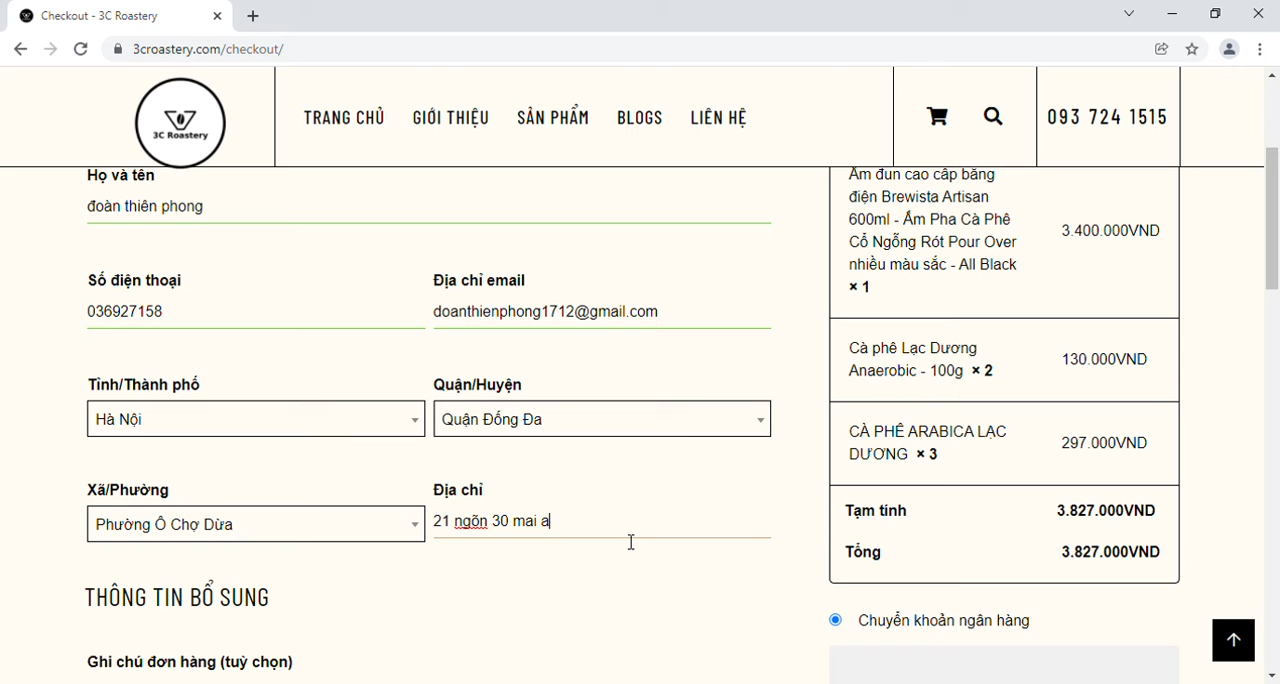 Checkout - 3C Roastery
3croastery.com/checkout/
3C Roastery
TRANG CHỦ
GIỚI THIỆU
SẢN PHẨM
BLOGS
LIÊN HỆ
093 724 1515
Họ và tên
đoàn thiên phong
Số điện thoại
Địa chỉ email
036927158
doanthienphong1712@gmail.com
Tỉnh/Thành phố
Quận/Huyện
Hà Nội
Quận Đống Đa
Xã/Phường
Địa chỉ
Phường Ô Chợ Dừa
21 ngõn 30 mai a
THÔNG TIN BỔ SUNG
Ghi chú đơn hàng (tuỳ chọn)
Ấm đun cao cấp bằng
điện Brewista Artisan
600ml - Ấm Pha Cà Phê
Cổ Ngỗng Rót Pour Over
nhiều màu sắc - All Black
× 1
3.400.000VND
Cà phê Lạc Dương
Anaerobic - 100g × 2
130.000VND
CÀ PHÊ ARABICA LẠC
DƯƠNG × 3
297.000VND
Tạm tính
3.827.000VND
Tổng
3.827.000VND
Chuyển khoản ngân hàng